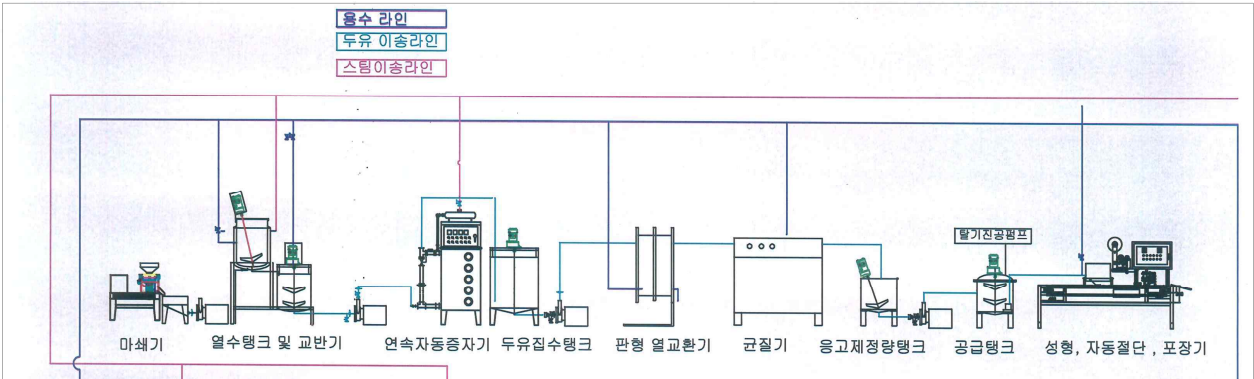 용수 라인
두유 이송라인
스팀이송라인
탈기진공펌프
마쇄기
열수탱크 및 교반기
연속자동증자기
두유집수탱크
판형 열교환기
균질기
응고제정량탱크
공급탱크
성형, 자동절단 , 포장기